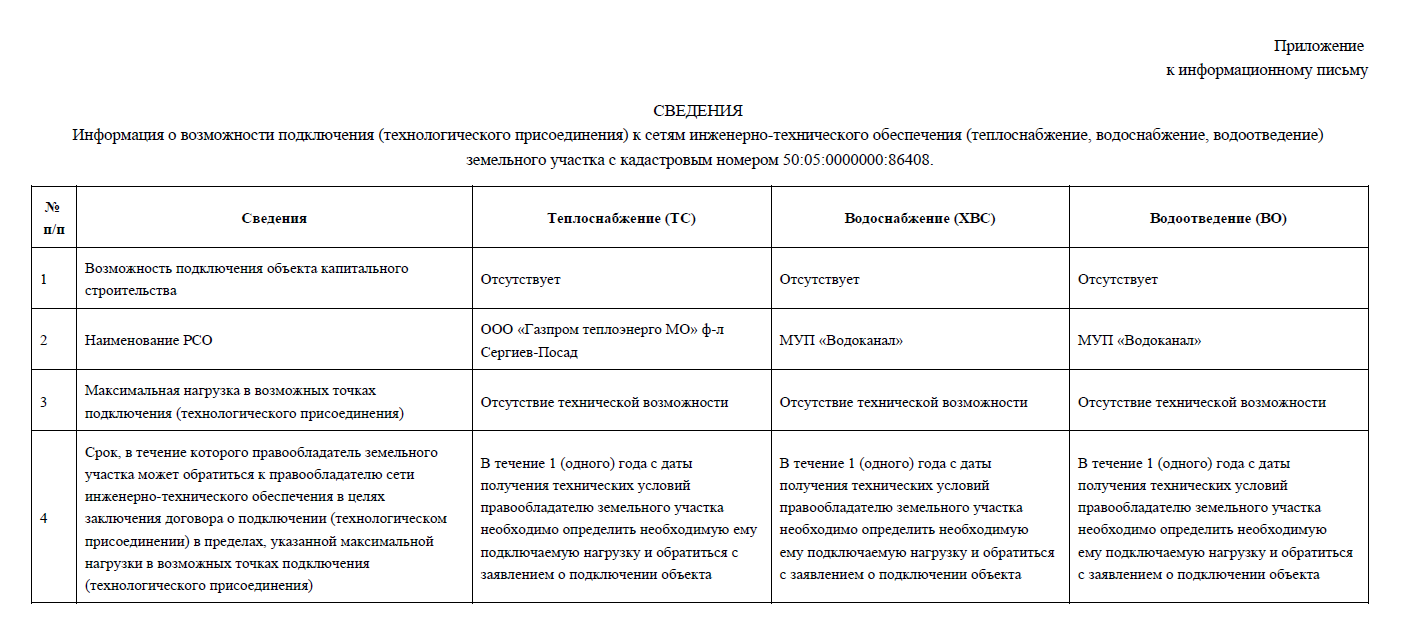 Приложение
к информационному письму
СВЕДЕНИЯ
Информация о возможности подключения (технологического присоединения) к сетям инженерно-технического обеспечения (теплоснабжение, водоснабжение, водоотведение)
земельного участка с кадастровым номером 50:05:0000000:86408.
№
п/п
Сведения
Теплоснабжение (ТС)
Водоснабжение (ХВС)
Водоотведение (ВО)
1
Возможность подключения объекта капитального
строительства
Отсутствует
Отсутствует
Отсутствует
2
Наименование РСО
ООО «Газпром теплоэнерго МО» ф-л
Сергиев-Посад
МУП «Водоканал»
МУП «Водоканал»
3
Максимальная нагрузка в возможных точках
подключения (технологического присоединения)
Отсутствие технической возможности
Отсутствие технической возможности
Отсутствие технической возможности
4
Срок, в течение которого правообладатель земельного
участка может обратиться к правообладателю сети
инженерно-технического обеспечения в целях
заключения договора о подключении (технологическом
присоединении) в пределах, указанной максимальной
нагрузки в возможных точках подключения
(технологического присоединения)
В течение 1 (одного) года с даты
получения технических условий
правообладателю земельного участка
необходимо определить необходимую ему
подключаемую нагрузку и обратиться с
заявлением о подключении объекта
В течение 1 (одного) года с даты
получения технических условий
правообладателю земельного участка
необходимо определить необходимую
ему подключаемую нагрузку и обратиться
с заявлением о подключении объекта
В течение 1 (одного) года с даты
получения технических условий
правообладателю земельного участка
необходимо определить необходимую
ему подключаемую нагрузку и обратиться
с заявлением о подключении объекта